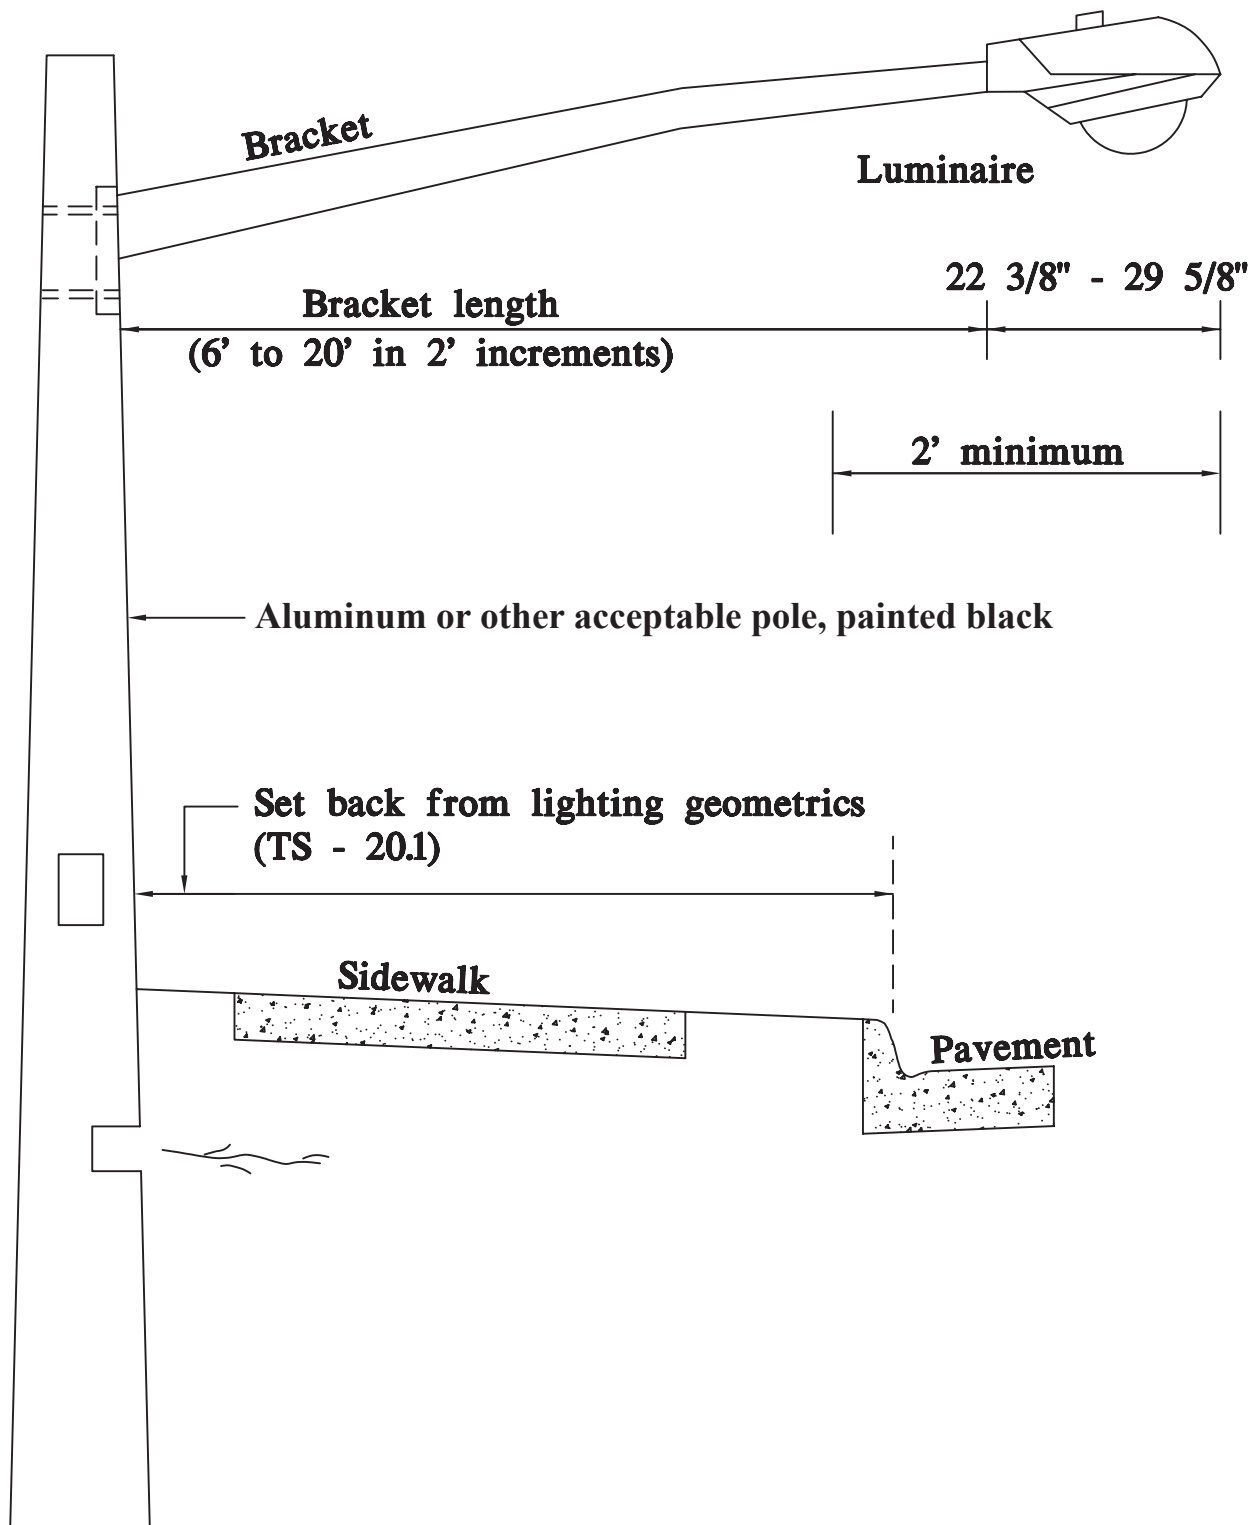 Bracket
Luminaire
22 3/8" - 29 5/8"
Bracket length
(6' to 20' in 2' increments)
2' minimum
Aluminum or other acceptable pole, painted black
Set back from lighting geometrics
(TS - 20.1)
Sidewalk
Pavement